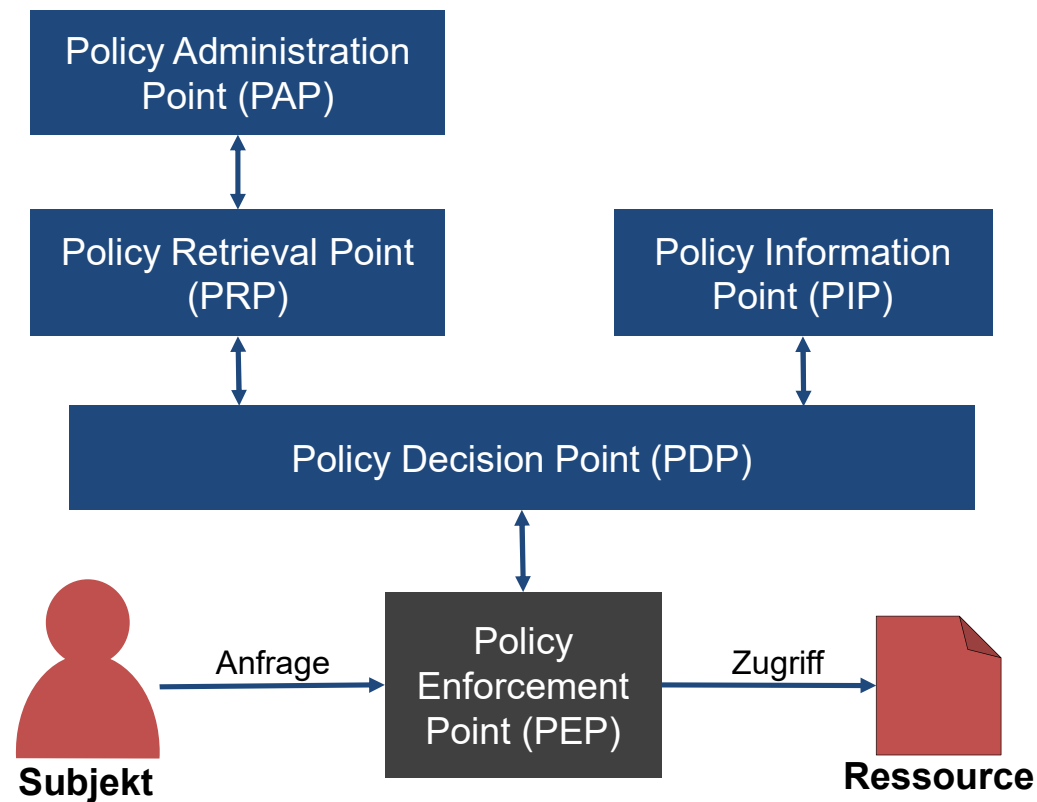 Policy Administration
Point (PAP)
Policy Retrieval Point
(PRP)
Policy Information
Point (PIP)
Policy Decision Point (PDP)
Anfrage
Policy
Enforcement
Point (PEP)
Zugriff
Subjekt
Ressource